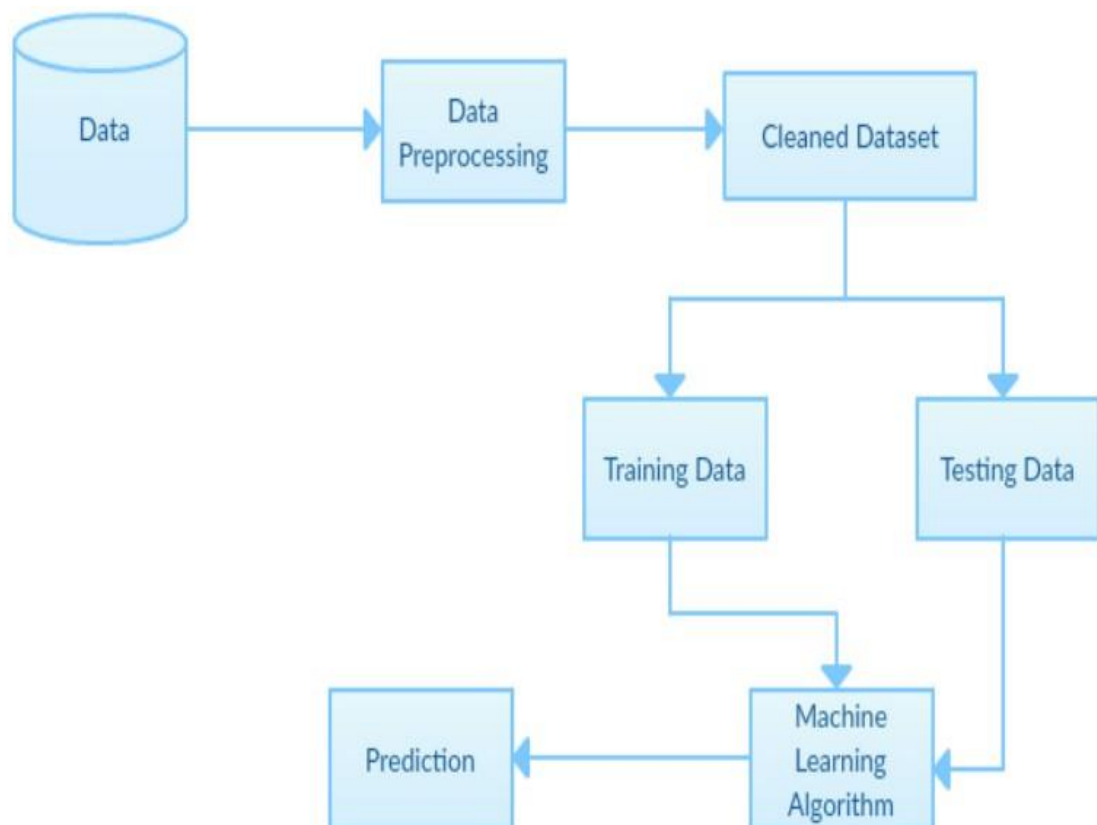 Data
Data
Preprocessing
Cleaned Dataset
Training Data
Testing Data
Machine
Learning
Algorithm
Prediction